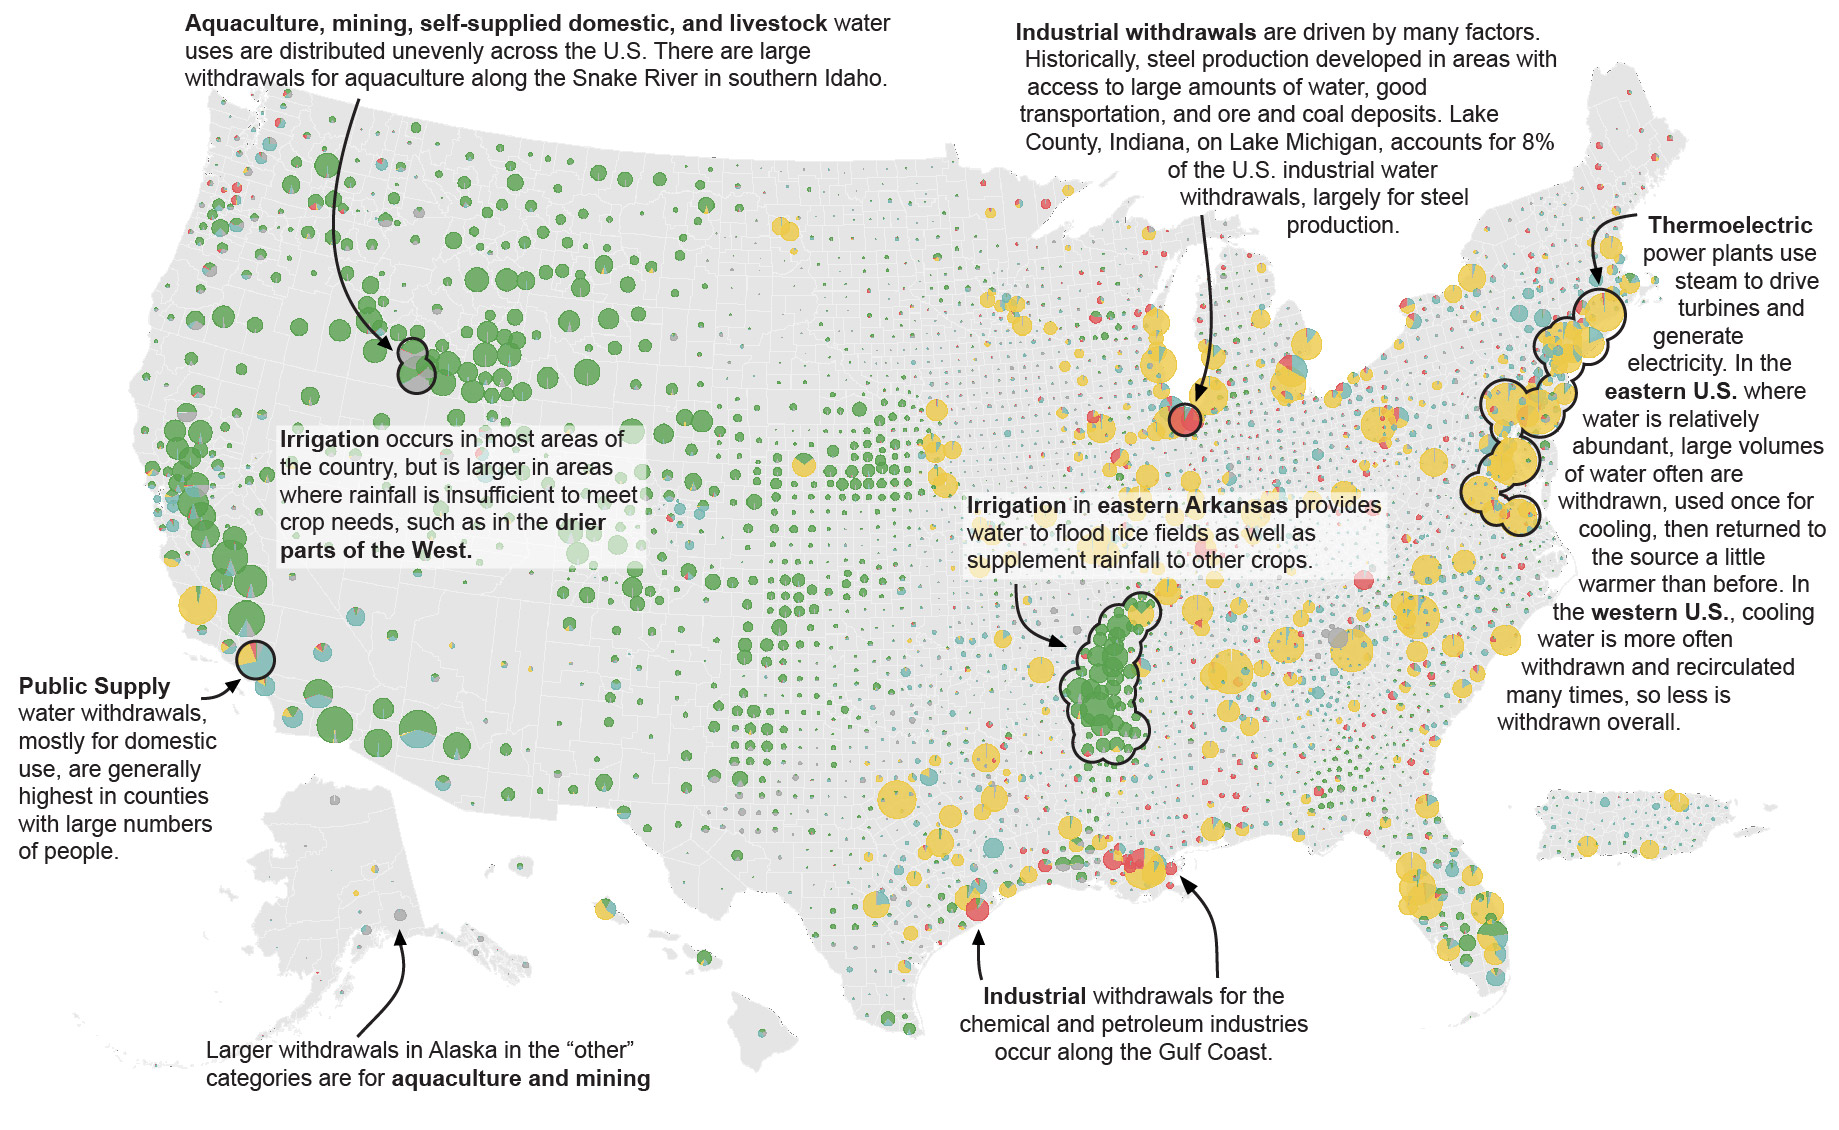 Aquaculture, mining, self-supplied domestic, and livestock water
uses are distributed unevenly across the U.S. There are large
withdrawals for aquaculture along the Snake River in southern Idaho.
Industrial withdrawals are driven by many factors.
Historically, steel production developed in areas with
access to large amounts of water, good
transportation, and ore and coal deposits. Lake
County, Indiana, on Lake Michigan, accounts for 8%
of the U.S. industrial water
withdrawals, largely for steel
production.
Thermoelectric
power plants use
steam to drive
turbines and
generate
electricity. In the
eastern U.S. where
water is relatively
abundant, large volumes
of water often are
withdrawn, used once for
cooling, then returned to
the source a little
warmer than before. In
the western U.S., cooling
water is more often
withdrawn and recirculated
many times, so less is
withdrawn overall.
Irrigation occurs in most areas of
the country, but is larger in areas
where rainfall is insufficient to meet
crop needs, such as in the drier
parts of the West.
Irrigation in eastern Arkansas provides
water to flood rice fields as well as
supplement rainfall to other crops.
Public Supply
water withdrawals,
mostly for domestic
use, are generally
highest in counties
with large numbers
of people.
Industrial withdrawals for the
chemical and petroleum industries
occur along the Gulf Coast.
Larger withdrawals in Alaska in the “other”
categories are for aquaculture and mining